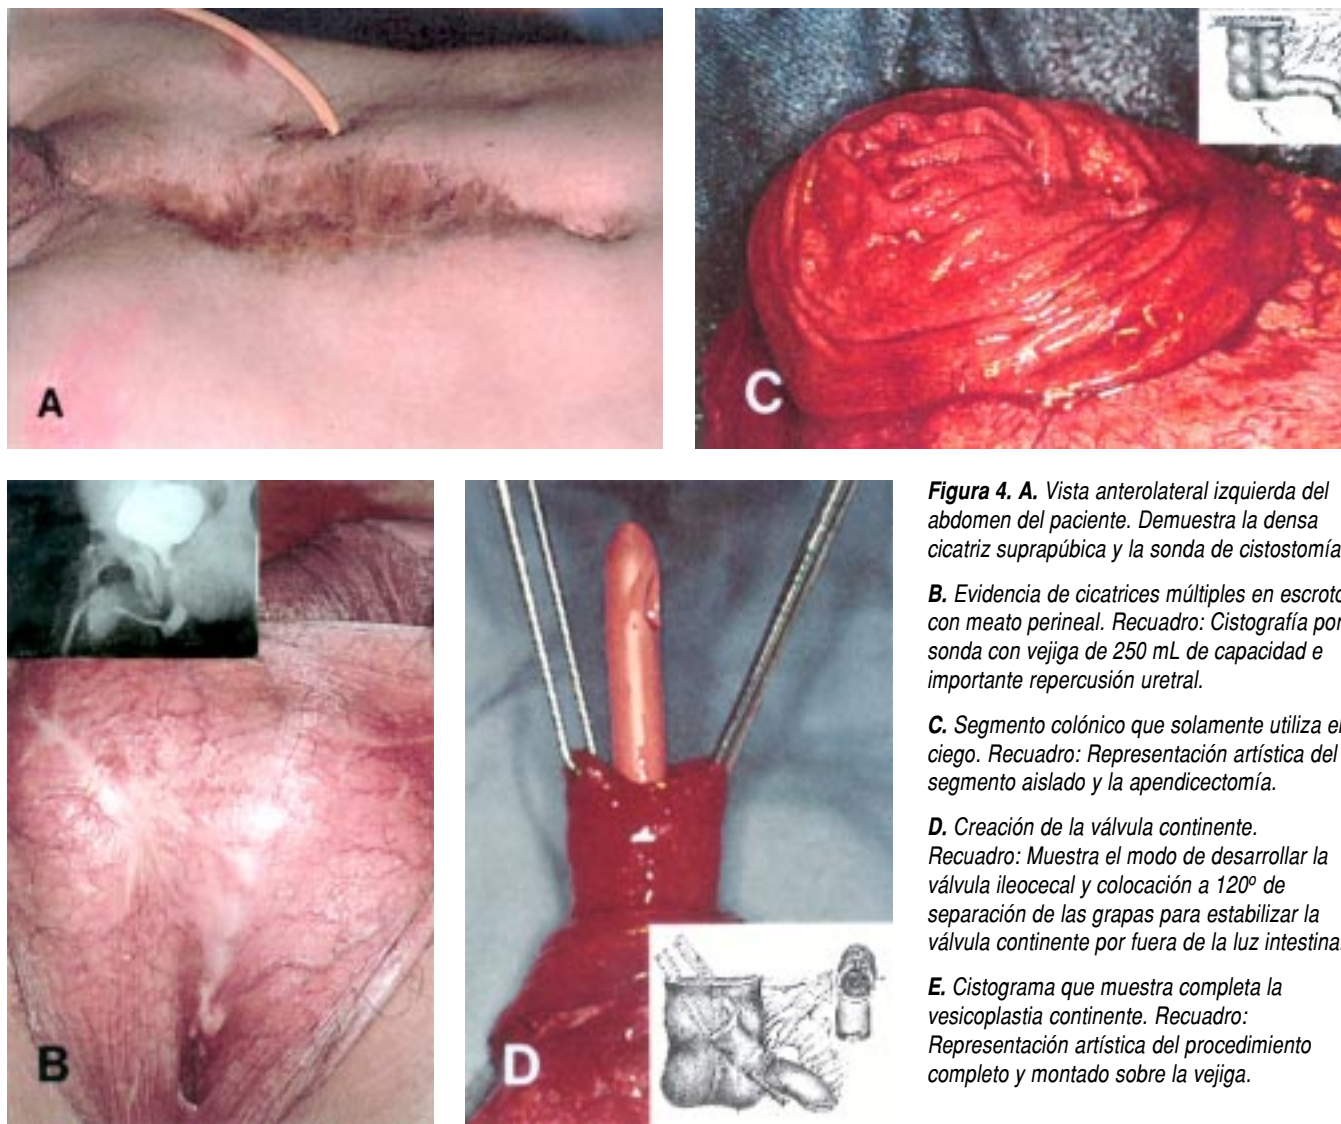 A
C
B
D
Figura 4. A. Vista anterolateral izquierda del
abdomen del paciente. Demuestra la densa
cicatriz suprapúbica y la sonda de cistostomía
B. Evidencia de cicatrices múltiples en escroto
con meato perineal. Recuadro: Cistografía por
sonda con vejiga de 250 mL de capacidad e
importante repercusión uretral.
C. Segmento colónico que solamente utiliza el
ciego. Recuadro: Representación artística del
segmento aislado y la apendicectomía.
D. Creación de la válvula continente.
Recuadro: Muestra el modo de desarrollar la
válvula ileocecal y colocación a 120º de
separación de las grapas para estabilizar la
válvula continente por fuera de la luz intestina
E. Cistograma que muestra completa la
vesicoplastia continente. Recuadro:
Representación artística del procedimiento
completo y montado sobre la vejiga.